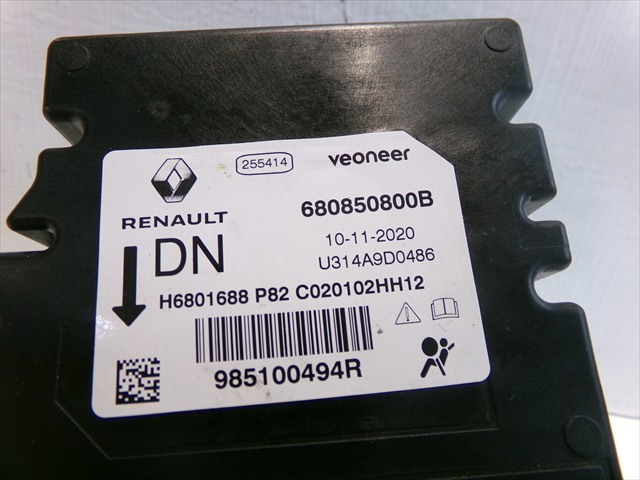 255414
veoneer
RENAULT
680850800B
DN
10-11-2020
U314A9D0486
H6801688 P82 C020102HH12
985100494R